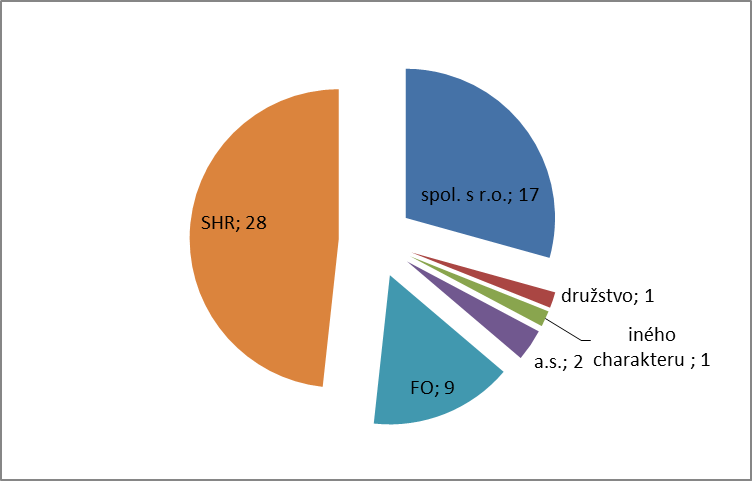 spol. s r.o.; 17
SHR; 28
družstvo; 1
iného
charakteru ; 1
a.s.; 2
FO; 9